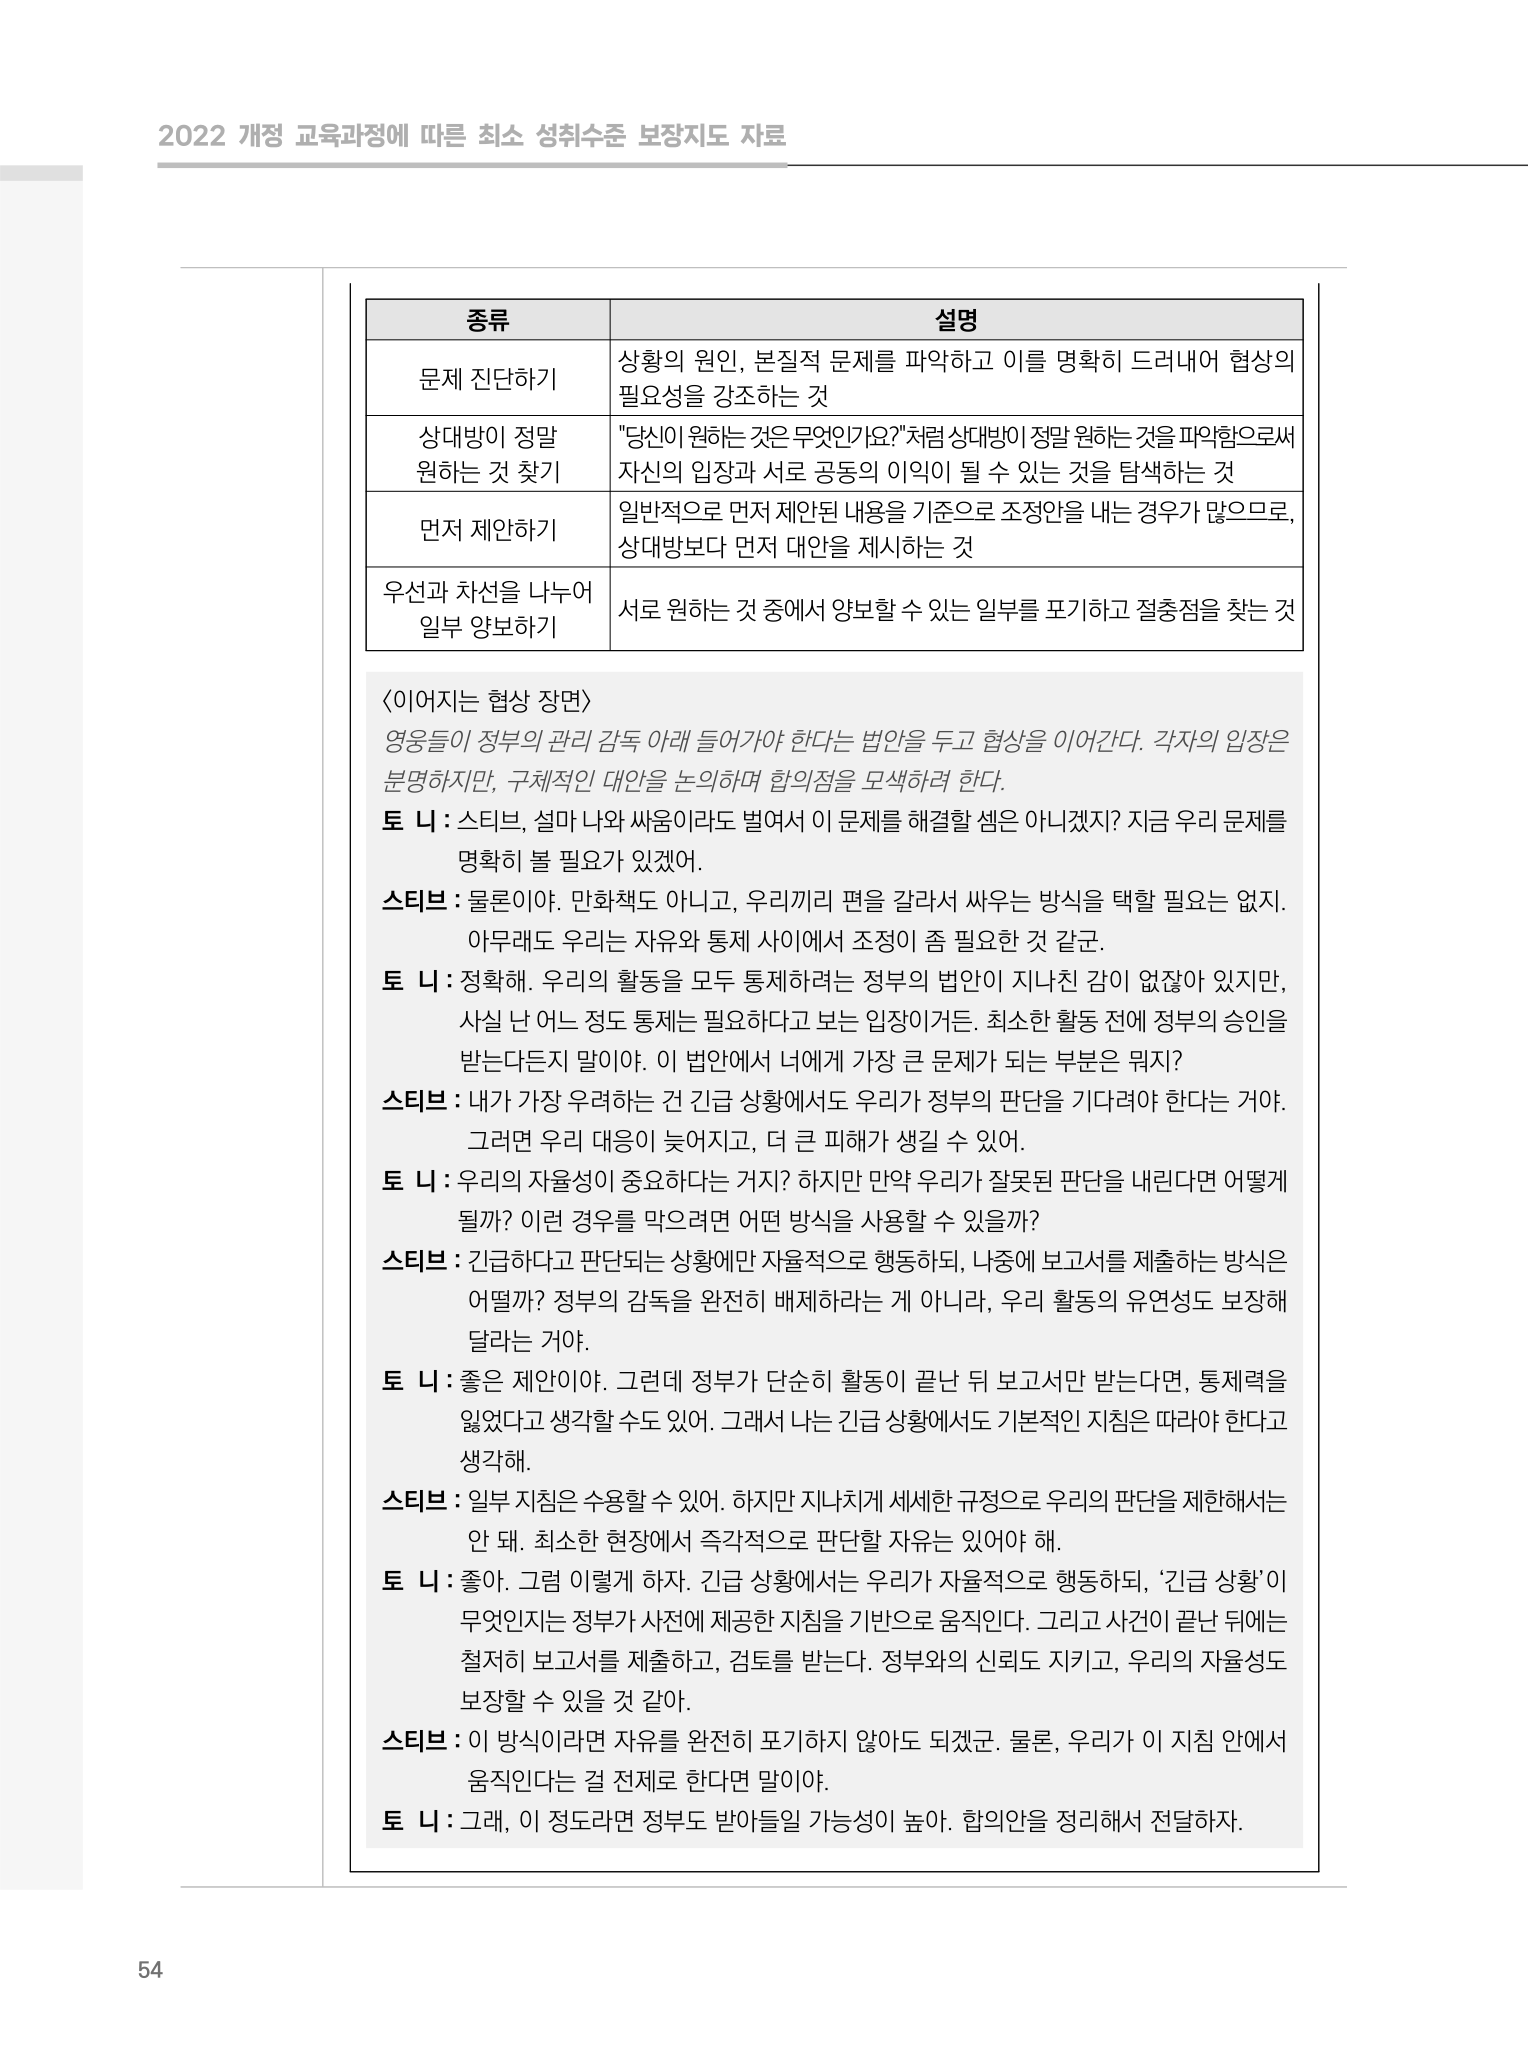 2022 개정 교육과정에 따른 최소 성취수준 보장지도 자료
종류
설명
문제 진단하기
상황의 원인, 본질적 문제를 파악하고 이를 명확히 드러내어 협상의
필요성을 강조하는 것
상대방이 정말
원하는 것 찾기
"당신이 원하는 것은 무엇인가요?"처럼 상대방이 정말 원하는 것을 파악함으로써
자신의 입장과 서로 공동의 이익이 될 수 있는 것을 탐색하는 것
먼저 제안하기
일반적으로 먼저 제안된 내용을 기준으로 조정안을 내는 경우가 많으므로,
상대방보다 먼저 대안을 제시하는 것
우선과 차선을 나누어
일부 양보하기
서로 원하는 것 중에서 양보할 수 있는 일부를 포기하고 절충점을 찾는 것
〈이어지는 협상 장면〉
영웅들이 정부의 관리 감독 아래 들어가야 한다는 법안을 두고 협상을 이어간다. 각자의 입장은
분명하지만, 구체적인 대안을 논의하며 합의점을 모색하려 한다.
토 니 : 스티브, 설마 나와 싸움이라도 벌여서 이 문제를 해결할 셈은 아니겠지? 지금 우리 문제를
명확히 볼 필요가 있겠어.
스티브 : 물론이야. 만화책도 아니고, 우리끼리 편을 갈라서 싸우는 방식을 택할 필요는 없지.
아무래도 우리는 자유와 통제 사이에서 조정이 좀 필요한 것 같군.
토 니 : 정확해. 우리의 활동을 모두 통제하려는 정부의 법안이 지나친 감이 없잖아 있지만,
사실 난 어느 정도 통제는 필요하다고 보는 입장이거든. 최소한 활동 전에 정부의 승인을
받는다든지 말이야. 이 법안에서 너에게 가장 큰 문제가 되는 부분은 뭐지?
스티브 : 내가 가장 우려하는 건 긴급 상황에서도 우리가 정부의 판단을 기다려야 한다는 거야.
그러면 우리 대응이 늦어지고, 더 큰 피해가 생길 수 있어.
토 니 : 우리의 자율성이 중요하다는 거지? 하지만 만약 우리가 잘못된 판단을 내린다면 어떻게
될까? 이런 경우를 막으려면 어떤 방식을 사용할 수 있을까?
스티브 : 긴급하다고 판단되는 상황에만 자율적으로 행동하되, 나중에 보고서를 제출하는 방식은
어떨까? 정부의 감독을 완전히 배제하라는 게 아니라, 우리 활동의 유연성도 보장해
달라는 거야.
토 니 : 좋은 제안이야. 그런데 정부가 단순히 활동이 끝난 뒤 보고서만 받는다면, 통제력을
잃었다고 생각할 수도 있어. 그래서 나는 긴급 상황에서도 기본적인 지침은 따라야 한다고
생각해.
스티브 : 일부 지침은 수용할 수 있어. 하지만 지나치게 세세한 규정으로 우리의 판단을 제한해서는
안 돼. 최소한 현장에서 즉각적으로 판단할 자유는 있어야 해.
토 니 : 좋아. 그럼 이렇게 하자. 긴급 상황에서는 우리가 자율적으로 행동하되, ‘긴급 상황’이
무엇인지는 정부가 사전에 제공한 지침을 기반으로 움직인다. 그리고 사건이 끝난 뒤에는
철저히 보고서를 제출하고, 검토를 받는다. 정부와의 신뢰도 지키고, 우리의 자율성도
보장할 수 있을 것 같아.
스티브 : 이 방식이라면 자유를 완전히 포기하지 않아도 되겠군. 물론, 우리가 이 지침 안에서
움직인다는 걸 전제로 한다면 말이야.
토 니 : 그래, 이 정도라면 정부도 받아들일 가능성이 높아. 합의안을 정리해서 전달하자.
54